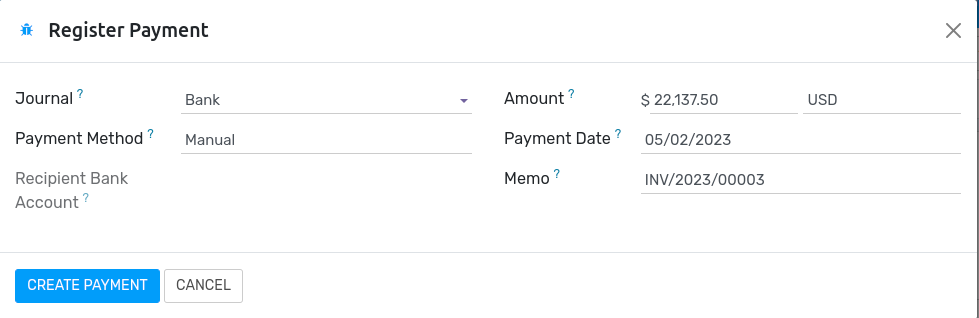 Register Payment
Journal ? Bank Amount ? $ 22,137.50 USD
Payment Method ? Manual Payment Date ? 05/02/2023
Recipient Bank Memo ? INV/2023/00003
Account ?
CREATE PAYMENT CANCEL